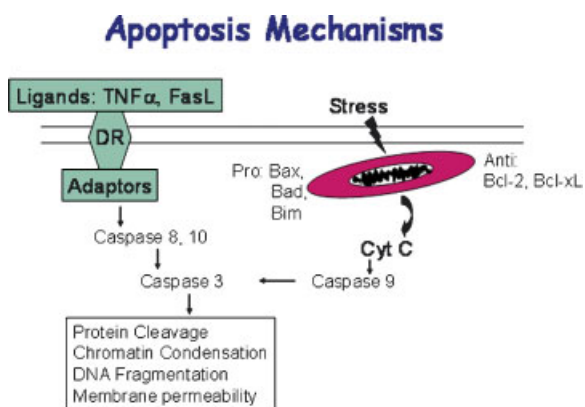 Apoptosis Mechanisms
Ligands: TNFα, FasL
DR
Adaptors
Caspase 8, 10
Caspase 3
Stress
Pro: Bax,
Bad,
Bim
Anti:
Bcl-2, Bcl-xL
Cyt C
Caspase 9
Protein Cleavage
Chromatin Condensation
DNA Fragmentation
Membrane permeability